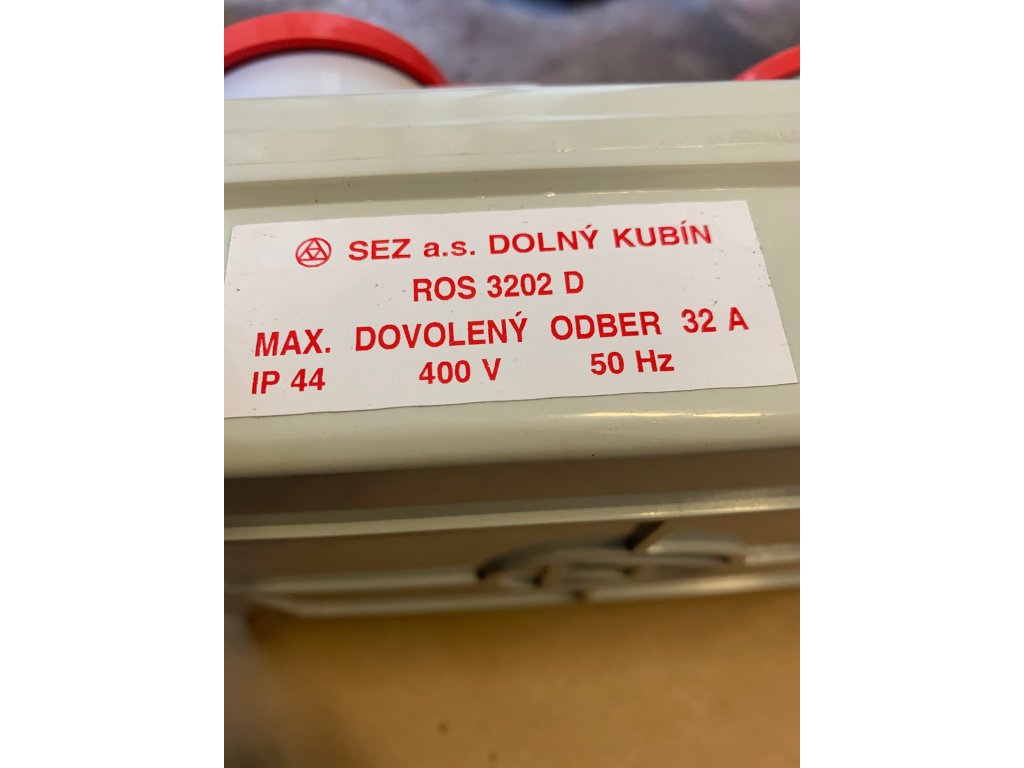 SEZ a.s. DOLNÝ KUBÍN
ROS 3202 D
MAX. DOVOLENÝ ODBER 32 A
IP 44 400 V 50 Hz